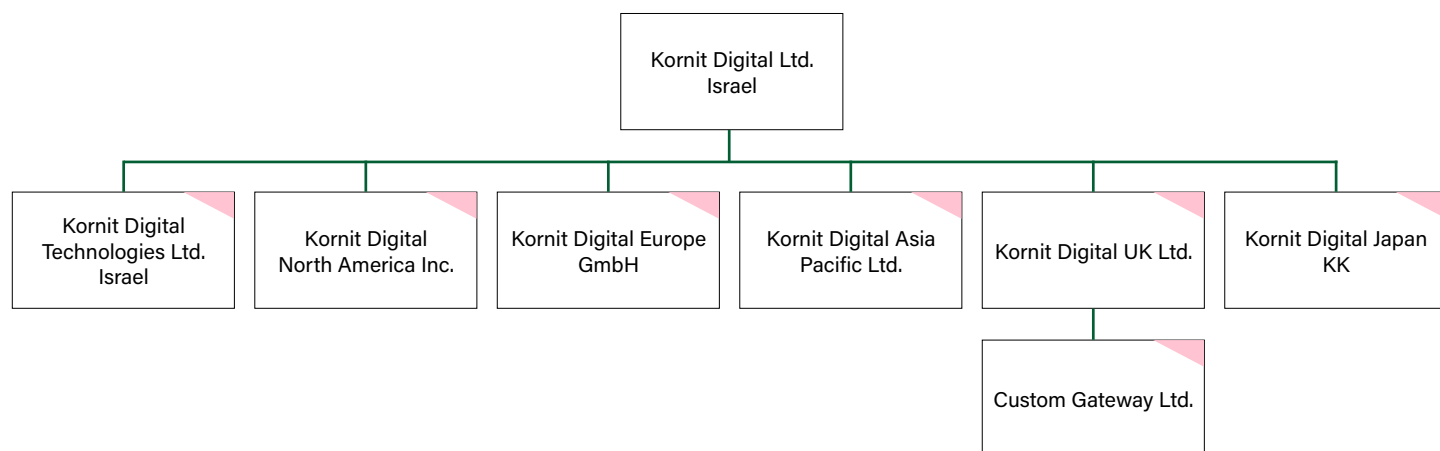 Kornit Digital Ltd.
Israel
Kornit Digital
Technologies Ltd.
Israel
Kornit Digital
North America Inc.
Kornit Digital Europe
GmbH
Kornit Digital Asia
Pacific Ltd.
Kornit Digital UK Ltd.
Kornit Digital Japan
KK
Custom Gateway Ltd.